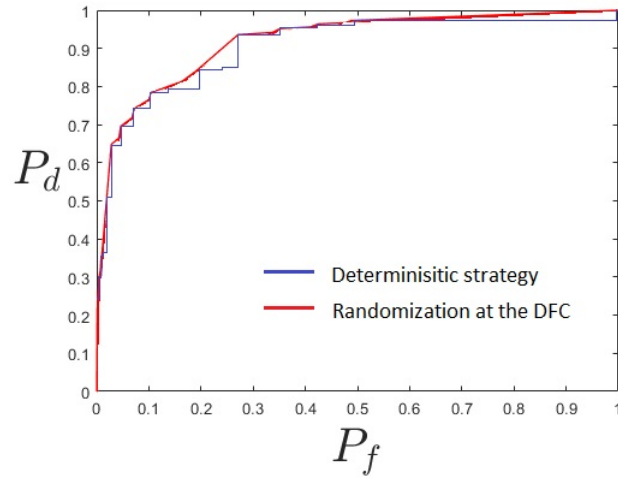 1
0.9
0.8
0.7
0.6
0.5
0.4
0.3
0.2
0.1
0
P_d
Determinisitic strategy
Randomization at the DFC
0 0.1 0.2 0.3 0.4 0.5 0.6 0.7 0.8 0.9 1
P_f